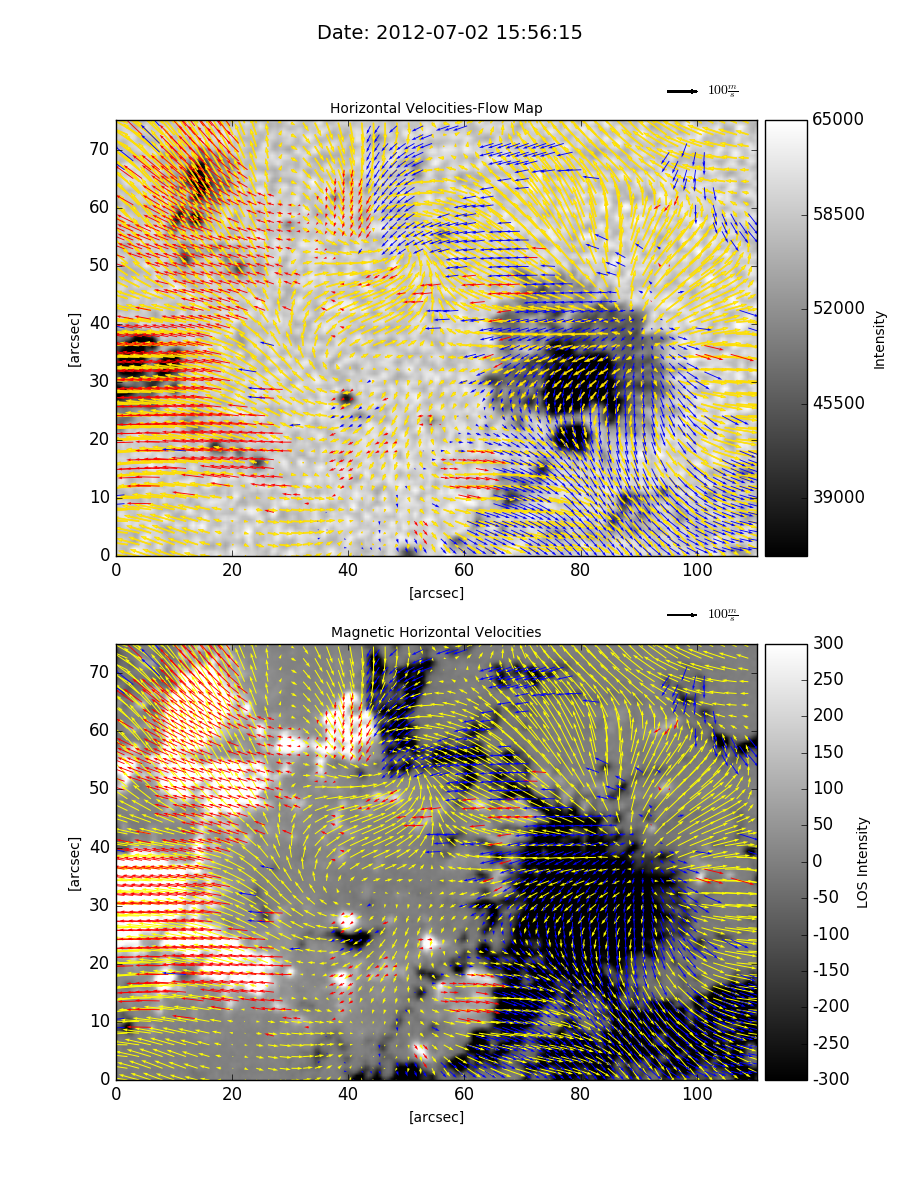 Date: 2012-07-02 15:56:15
100 m/s
Horizontal Velocities-Flow Map
70
60
50
40
30
20
10
0
[arcsec]
0 20 40 60 80 100
[arcsec]
65000
58500
52000
45500
39000
Intensity
100 m/s
Magnetic Horizontal Velocities
70
60
50
40
30
20
10
0
[arcsec]
0 20 40 60 80 100
[arcsec]
300
250
200
150
100
50
0
-50
-100
-150
-200
-250
-300
LOS Intensity